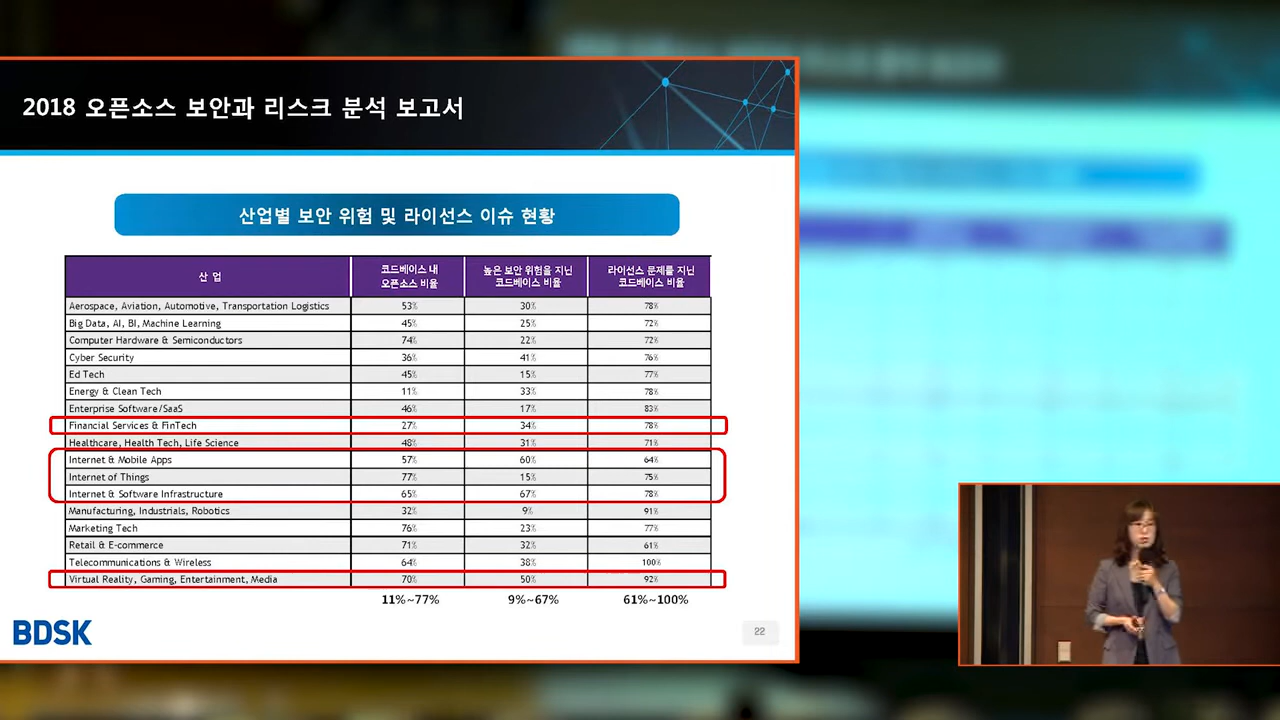 2018 오픈소스 보안과 리스크 분석 보고서
산업별 보안 위험 및 라이선스 이슈 현황
산 업 코드베이스 내 오픈소스 비율 높은 보안 위험을 지닌 코드베이스 비율 라이선스 문제를 지닌 코드베이스 비율
Aerospace, Aviation, Automotive, Transportation Logistics 53% 30% 78%
Big Data, AI, BI, Machine Learning 45% 25% 72%
Computer Hardware & Semiconductors 74% 22% 72%
Cyber Security 36% 41% 76%
Ed Tech 45% 15% 77%
Energy & Clean Tech 11% 33% 78%
Enterprise Software/SaaS 46% 17% 83%
Financial Services & FinTech 27% 34% 78%
Healthcare, Health Tech, Life Science 48% 31% 71%
Internet & Mobile Apps 57% 60% 64%
Internet of Things 77% 15% 75%
Internet & Software Infrastructure 65% 67% 78%
Manufacturing, Industrials, Robotics 32% 9% 91%
Marketing Tech 76% 23% 77%
Retail & E-commerce 71% 32% 61%
Telecommunications & Wireless 64% 38% 100%
Virtual Reality, Gaming, Entertainment, Media 70% 50% 92%
11%~77% 9%~67% 61%~100%
BDSK
22